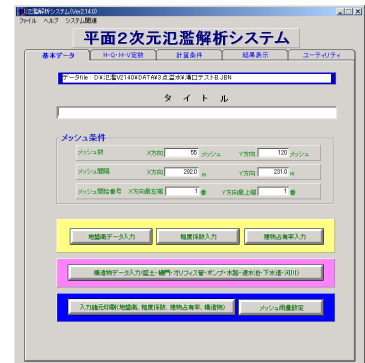 氾濫解析システム(Ver2.14.0)
ファイル ヘルプ システム関連
平面2次元氾濫解析システム
基本データ H-Q・H-V定数 計算条件 結果表示 ユーティリティ
データfile : D:¥氾濫V2140¥DATA¥3点溢水¥溝口テストB.JBN
タイトル
メッシュ条件
メッシュ数 X方向 55 メッシュ Y方向 120 メッシュ
メッシュ間隔 X方向 292.0 m Y方向 231.0 m
メッシュ開始番号 X方向最左端 1 番 Y方向最上端 1 番
地盤高データ入力 粗度係数入力 建物占有率入力
構造物データ入力(盛土・樋門・オリフィス管・ポンプ・水路・遊水池・下水道・河川)
入力諸元印刷(地盤高、粗度係数、建物占有率、構造物) メッシュ雨量設定